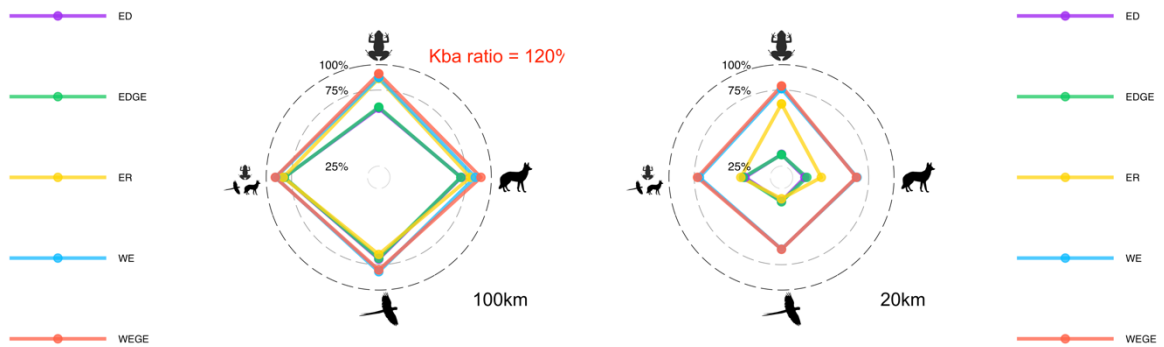 ED
EDGE
ER
WE
WEGE
Kba ratio = 120%
100%
75%
25%
100km
100%
75%
25%
20km
ED
EDGE
ER
WE
WEGE